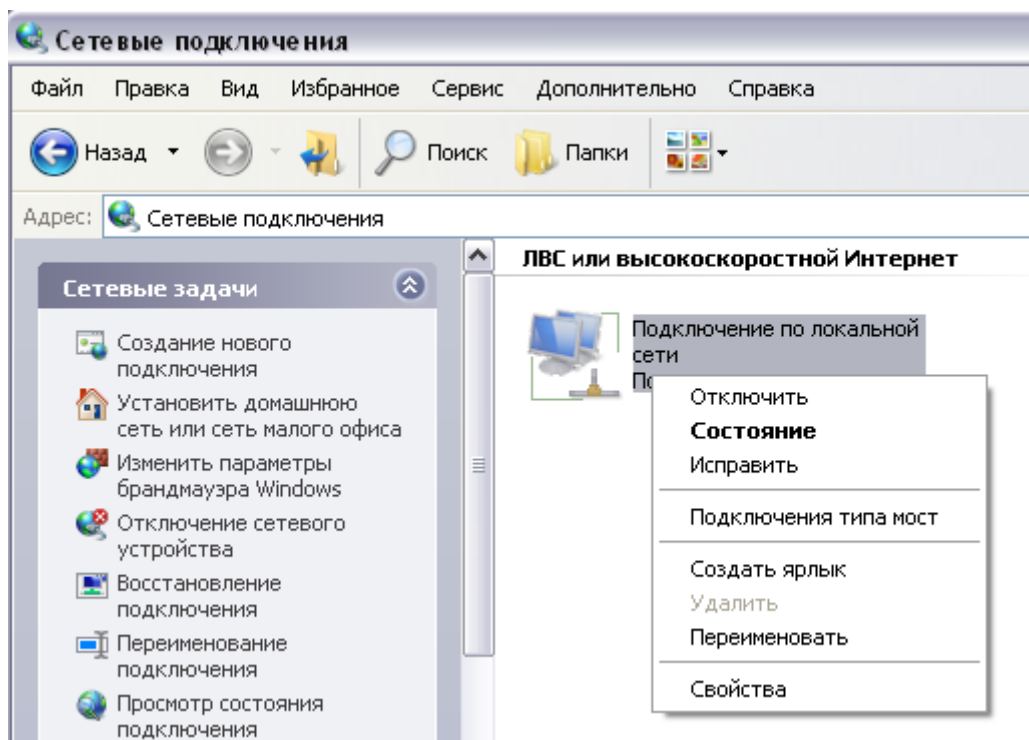 Сетевые подключения
Файл Правка Вид Избранное Сервис Дополнительно Справка
Назад Поиск Папки
Адрес: Сетевые подключения
Сетевые задачи
Создание нового
подключения
Установить домашнюю
сеть или сеть малого офиса
Изменить параметры
брандмауэра Windows
Отключение сетевого
устройства
Восстановление
подключения
Переименование
подключения
Просмотр состояния
подключения
ЛВС или высокоскоростной Интернет
Подключение по локальной
сети
Отключить
Состояние
Исправить
Подключения типа мост
Создать ярлык
Удалить
Переименовать
Свойства